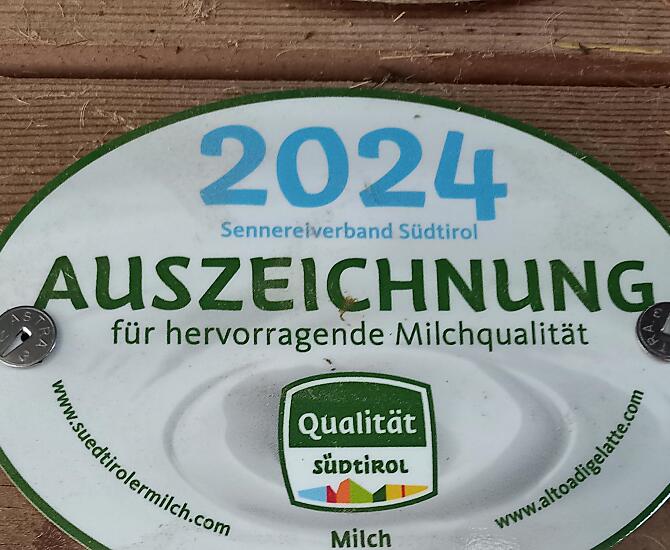 2024
Sennereiverband Südtirol
AUSZEICHNUNG
für hervorragende Milchqualität
Qualität
SÜDTIROL
www.suedtirolermilch.com
www.altoadigelatte.com
Milch